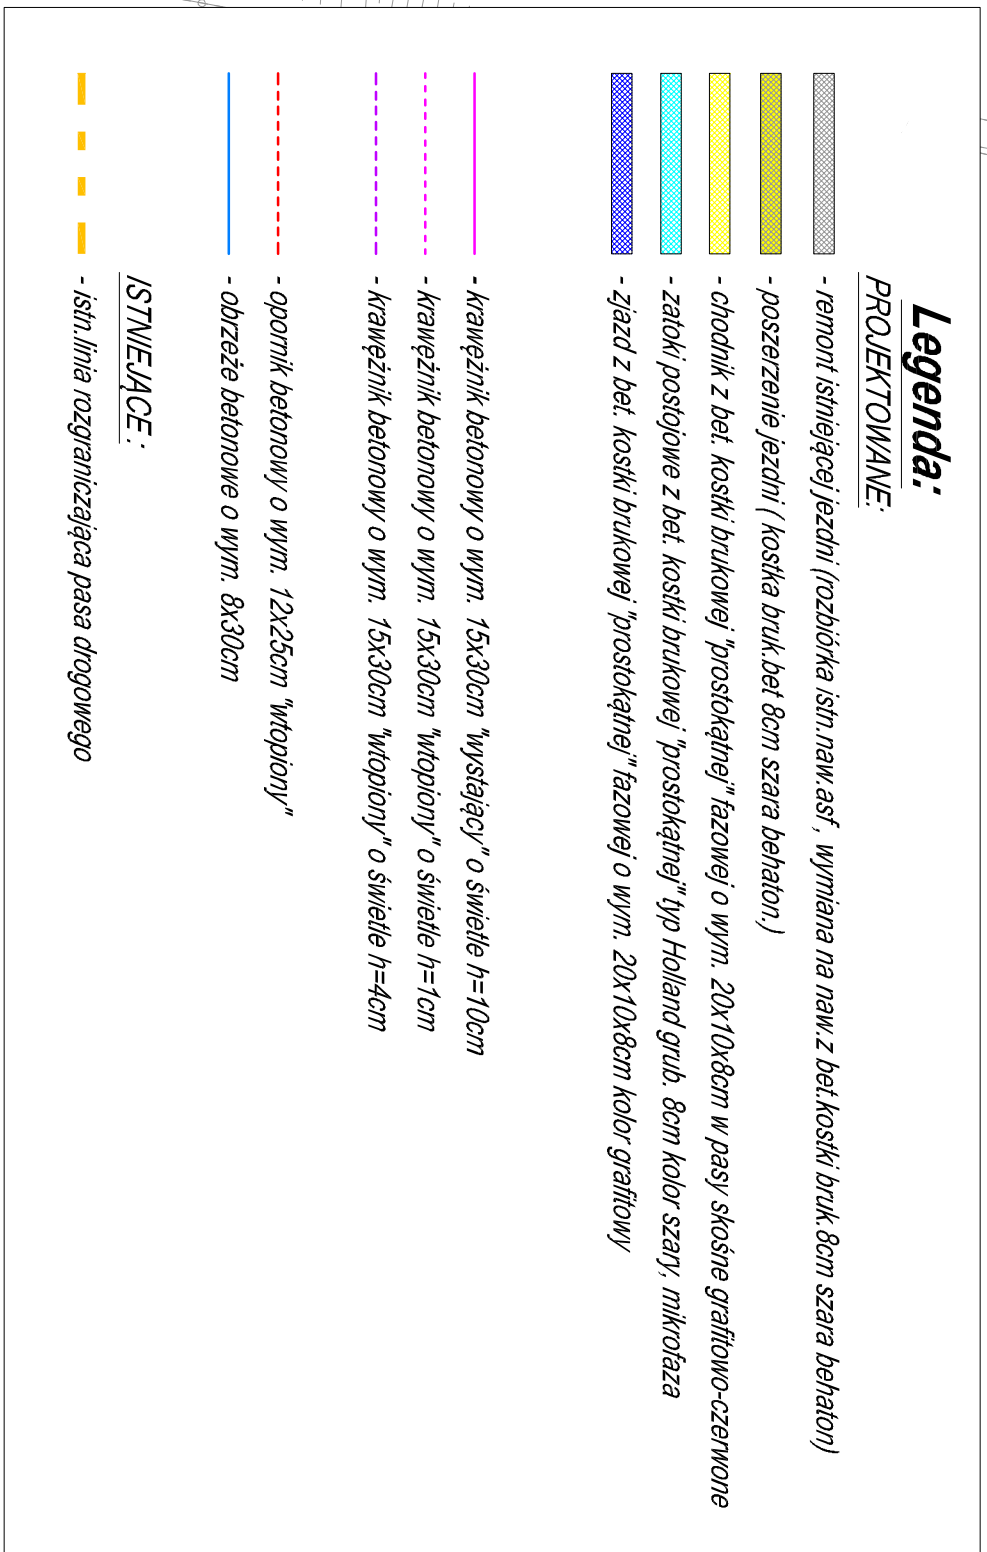 Legenda:
PROJEKTOWANE:
- remont istniejącej jezdni (rozbiórka istn.naw.asf , wymiana na naw.z bet.kostki bruk.8cm szara behaton)
- poszerzenie jezdni ( kostka bruk.bet 8cm szara behaton,)
- chodnik z bet. kostki brukowej "prostokątnej" fazowej o wym. 20x10x8cm w pasy skośne grafitowo-czerwone
- zatoki postojowe z bet. kostki brukowej "prostokątnej" typ Holland grub. 8cm kolor szary, mikrofaza
- zjazd z bet. kostki brukowej "prostokątnej" fazowej o wym. 20x10x8cm kolor grafitowy
- krawężnik betonowy o wym. 15x30cm "wystający" o świetle h=10cm
- krawężnik betonowy o wym. 15x30cm "wtopiony" o świetle h=1cm
- krawężnik betonowy o wym. 15x30cm "wtopiony" o świetle h=4cm
- opornik betonowy o wym. 12x25cm "wtopiony"
- obrzeże betonowe o wym. 8x30cm
ISTNIEJĄCE :
- istn.linia rozgraniczająca pasa drogowego